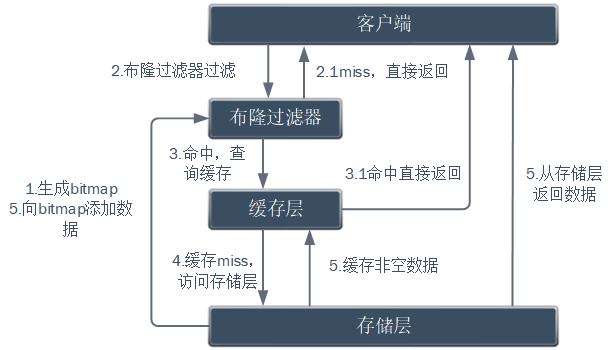 客户端
2.布隆过滤器过滤
2.1miss，直接返回
布隆过滤器
3.命中，查
询缓存
3.1命中直接返回
5.从存储层
返回数据
1.生成bitmap
5.向bitmap添加数
据
缓存层
4.缓存miss，
访问存储层
5.缓存非空数据
存储层